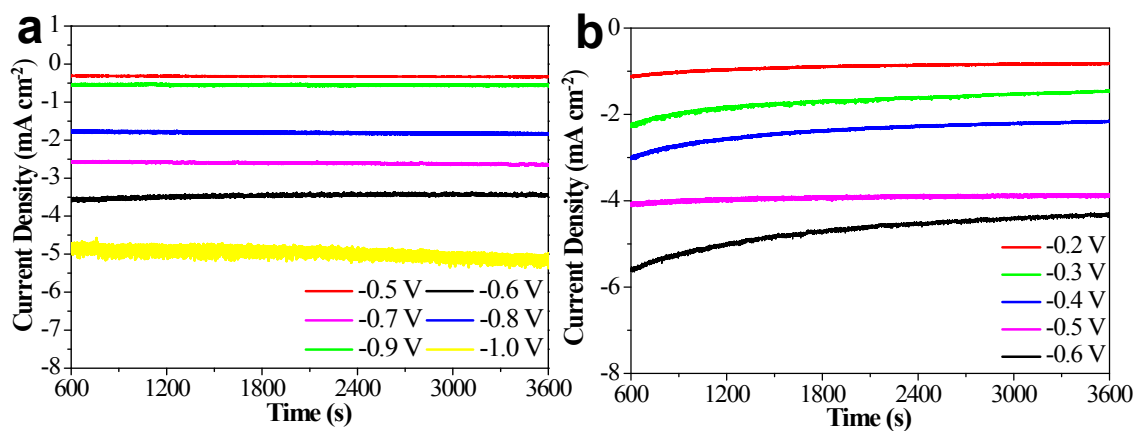 a
1
0
-1
-2
-3
-4
-5
-6
-7
-8
Current Density (mA cm-2)
600 1200 1800 2400 3000 3600
Time (s)
-0.5 V -0.6 V
-0.7 V -0.8 V
-0.9 V -1.0 V
b
0
-2
-4
-6
-8
Current Density (mA cm-2)
600 1200 1800 2400 3000 3600
Time (s)
-0.2 V
-0.3 V
-0.4 V
-0.5 V
-0.6 V